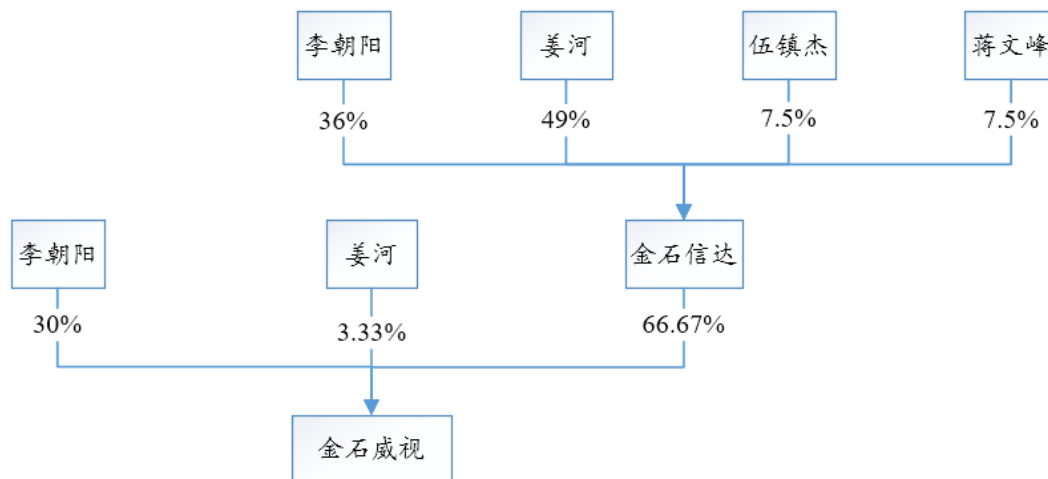 李朝阳 姜河 伍镇杰 蒋文峰
36% 49% 7.5% 7.5%
李朝阳 姜河 金石信达
30% 3.33% 66.67%
金石威视